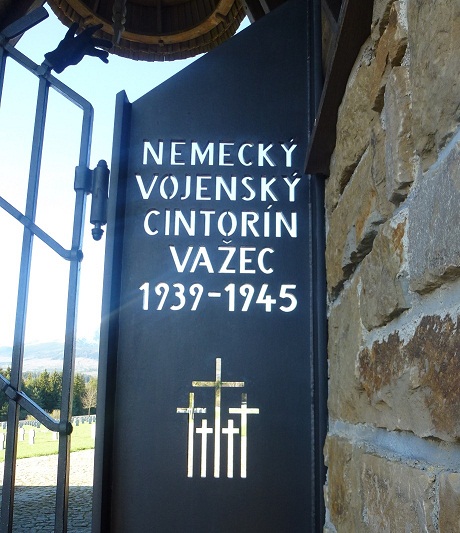 NEMECKÝ
VOJENSKÝ
CINTORÍN
VAŽEC
1939-1945